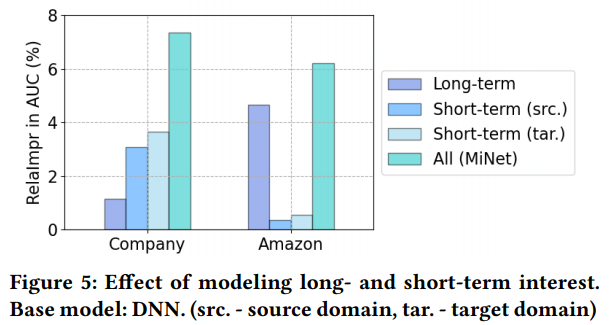 8
6
4
2
0
RelaImpr in AUC (%)
Company
Amazon
Long-term
Short-term (src.)
Short-term (tar.)
All (MiNet)
Figure 5: Effect of modeling long- and short-term interest.
Base model: DNN. (src. - source domain, tar. - target domain)